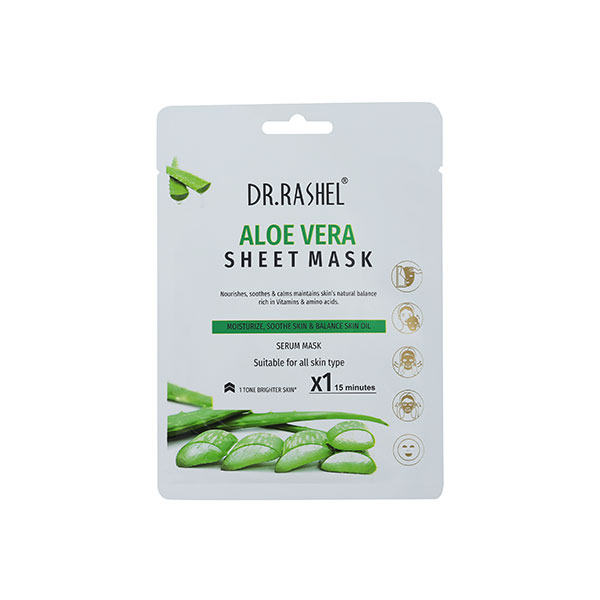 DR.RASHEL®
ALOE VERA
SHEET MASK
Nourishes, soothes & calms maintains skin's natural balance
rich in Vitamins & amino acids.
MOISTURIZE, SOOTHE SKIN & BALANCE SKIN OIL
SERUM MASK
Suitable for all skin type
1 TONE BRIGHTER SKIN*
x1 15 minutes